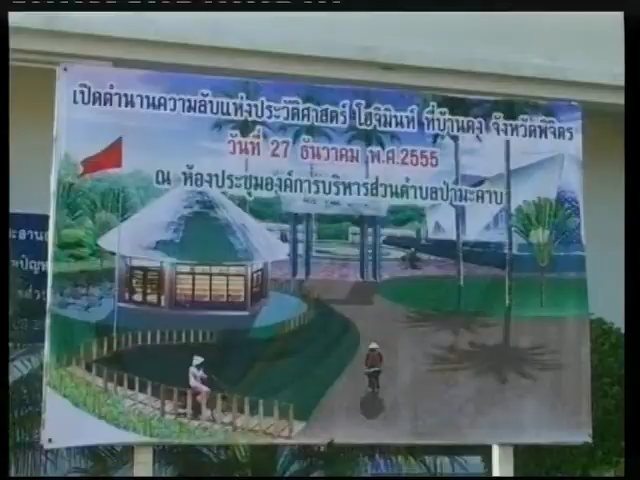 เปิดตำนานความลับแห่งประวัติศาสตร์ โฮจิมินห์ ที่บ้านดง จังหวัดพิจิตร
วันที่ 27 ธันวาคม พ.ศ.2555
ณ ห้องประชุมองค์การบริหารส่วนตำบลป่ามะคาบ